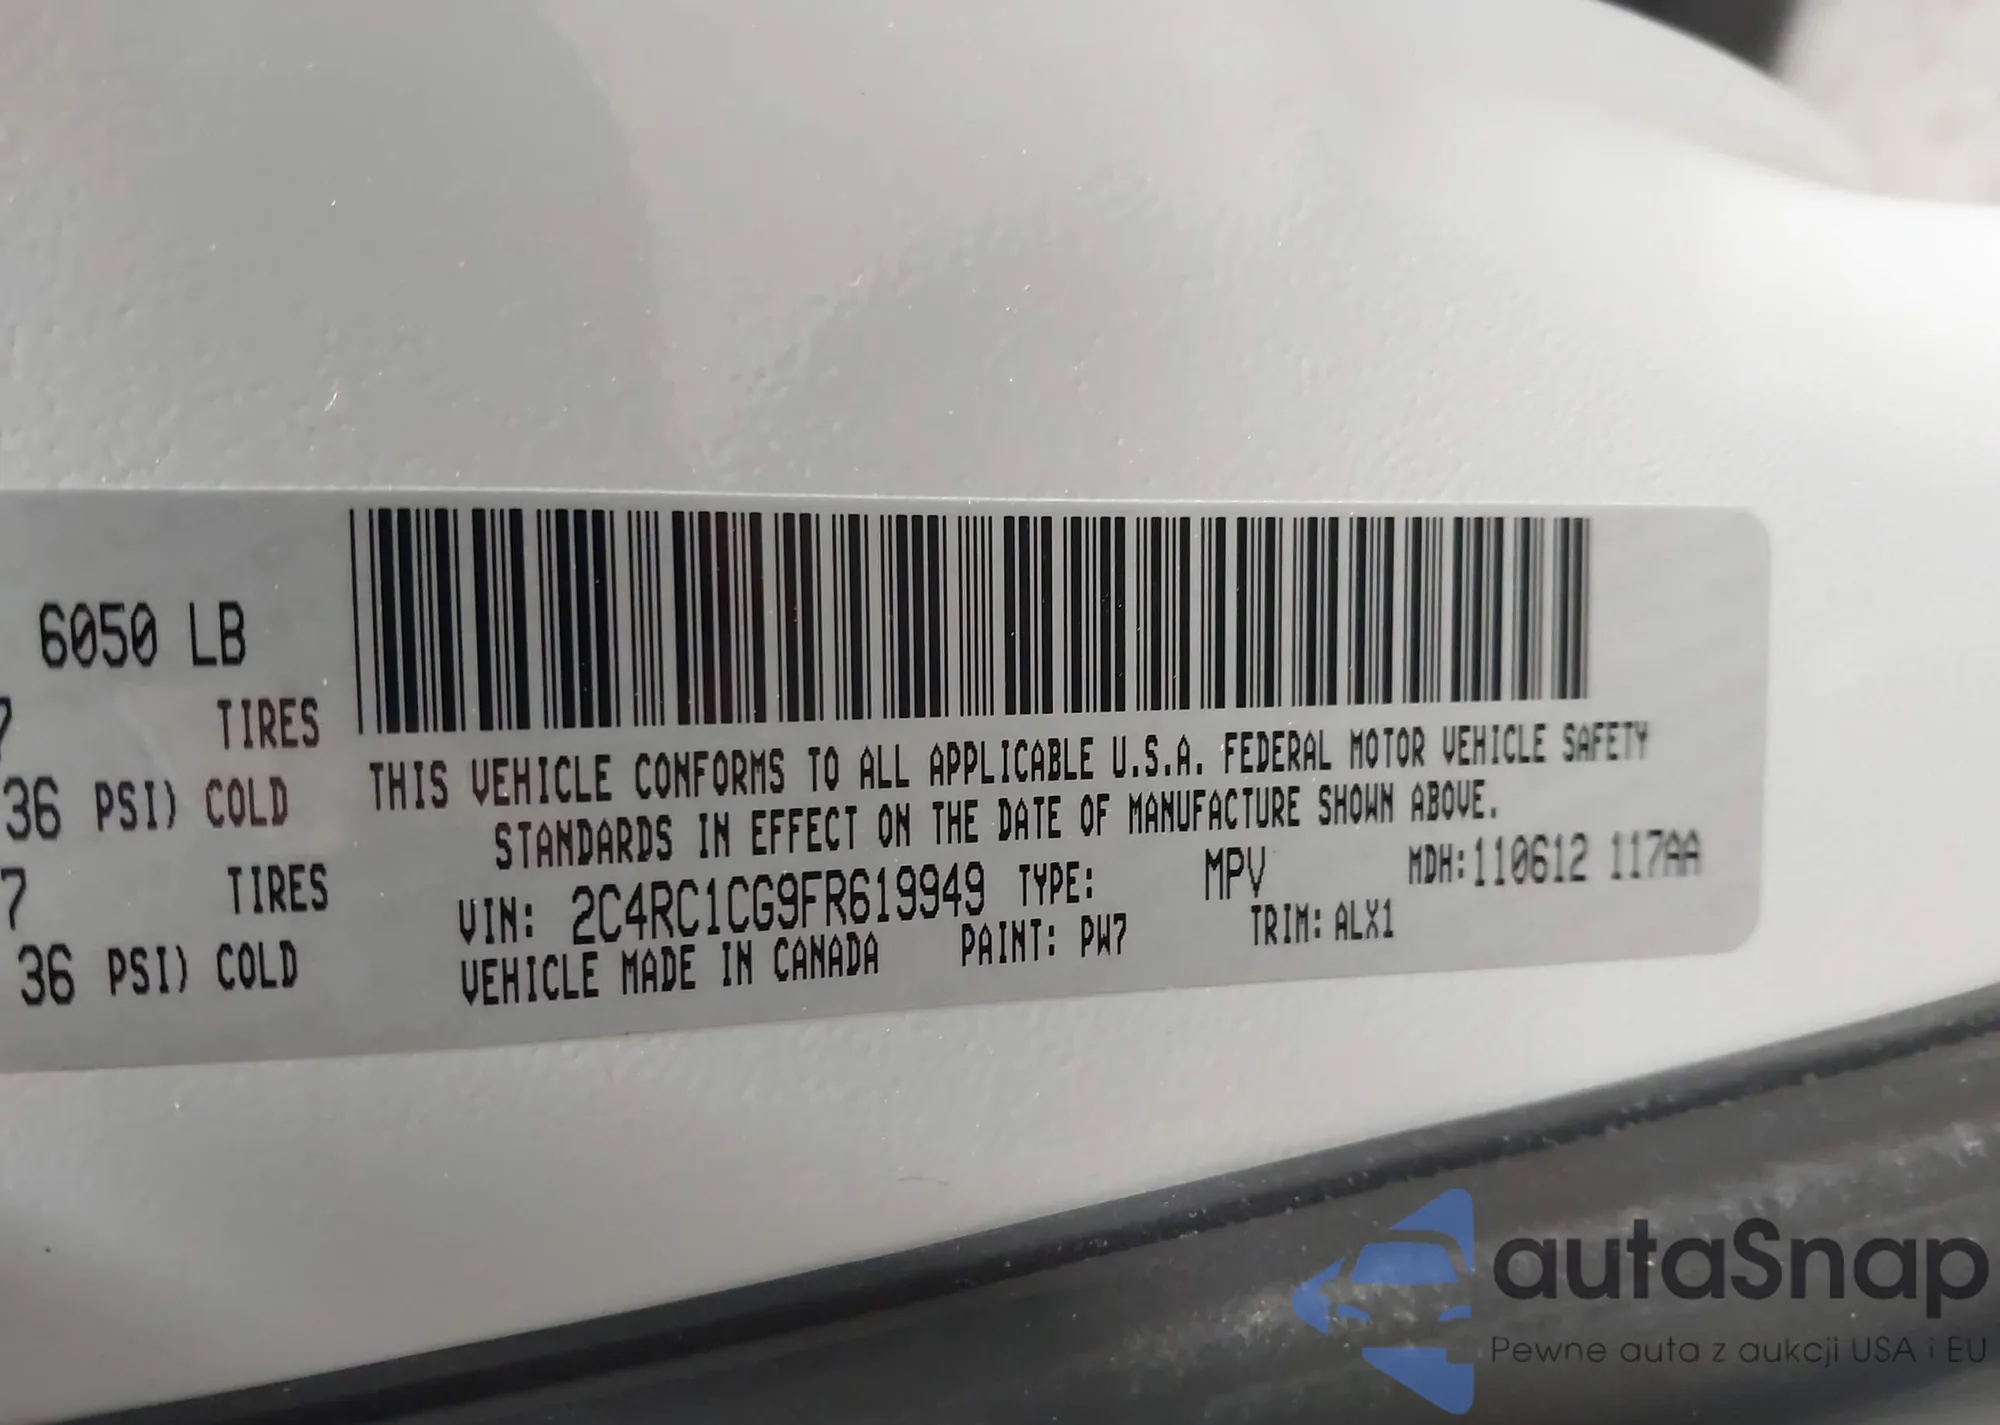 6050 LB
7 TIRES
36 PSI) COLD
7 TIRES
36 PSI) COLD
THIS VEHICLE CONFORMS TO ALL APPLICABLE U.S.A. FEDERAL MOTOR VEHICLE SAFETY
STANDARDS IN EFFECT ON THE DATE OF MANUFACTURE SHOWN ABOVE.
VIN: 2C4RC1CG9FR619949 TYPE: MPV MDH:110612 117AA
VEHICLE MADE IN CANADA PAINT: PW7 TRIM: ALX1
autaSnap
Pewne auta z aukcji USA i EU